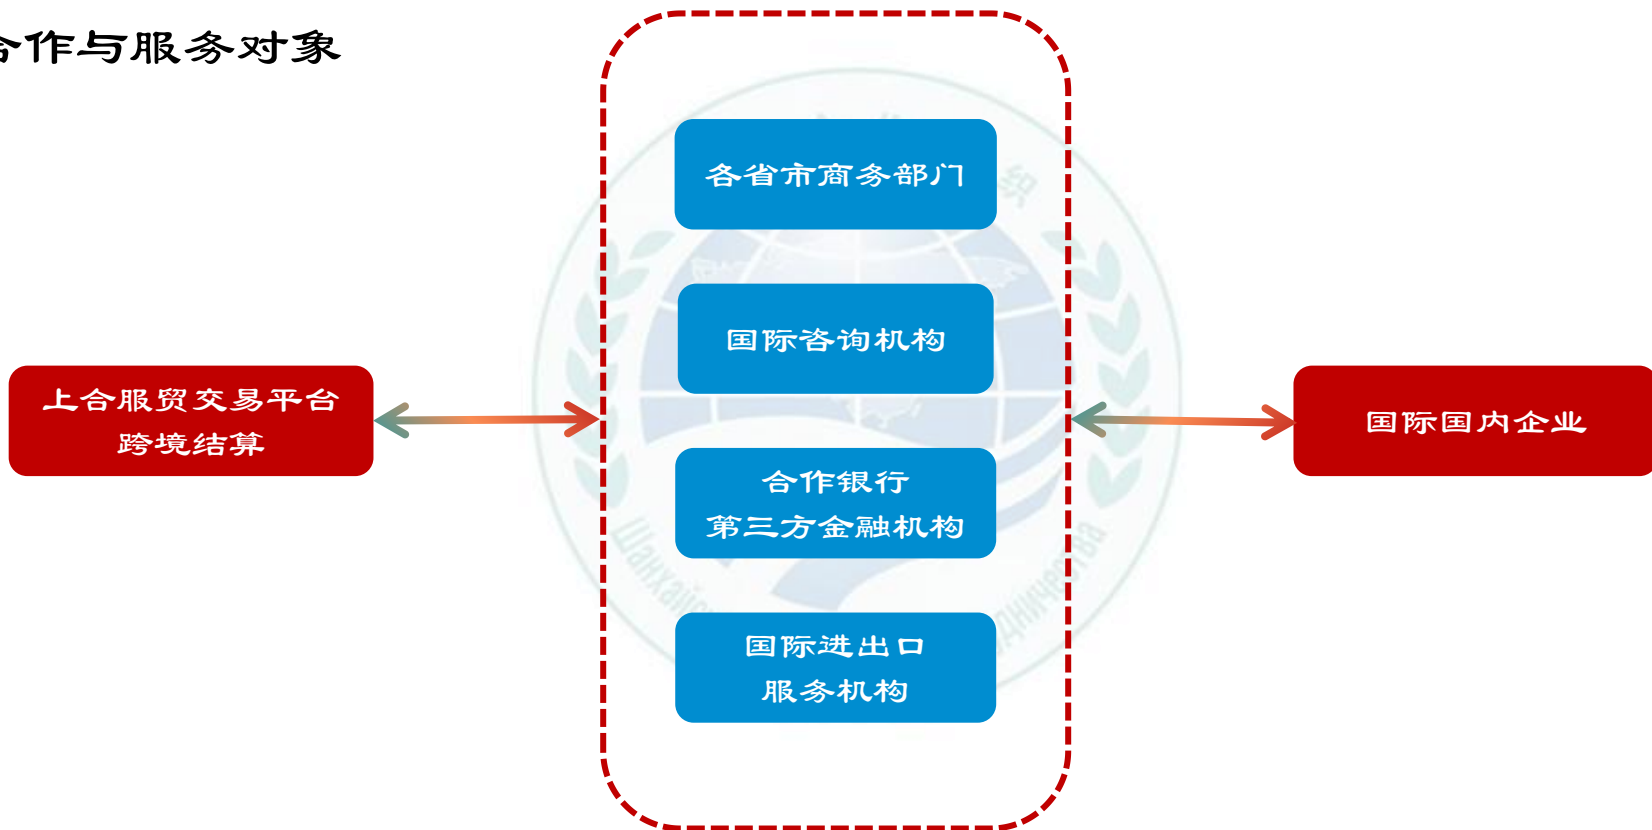 合作与服务对象
各省市商务部门
国际咨询机构
上合服贸交易平台
跨境结算
国际国内企业
合作银行
第三方金融机构
国际进出口
服务机构
织